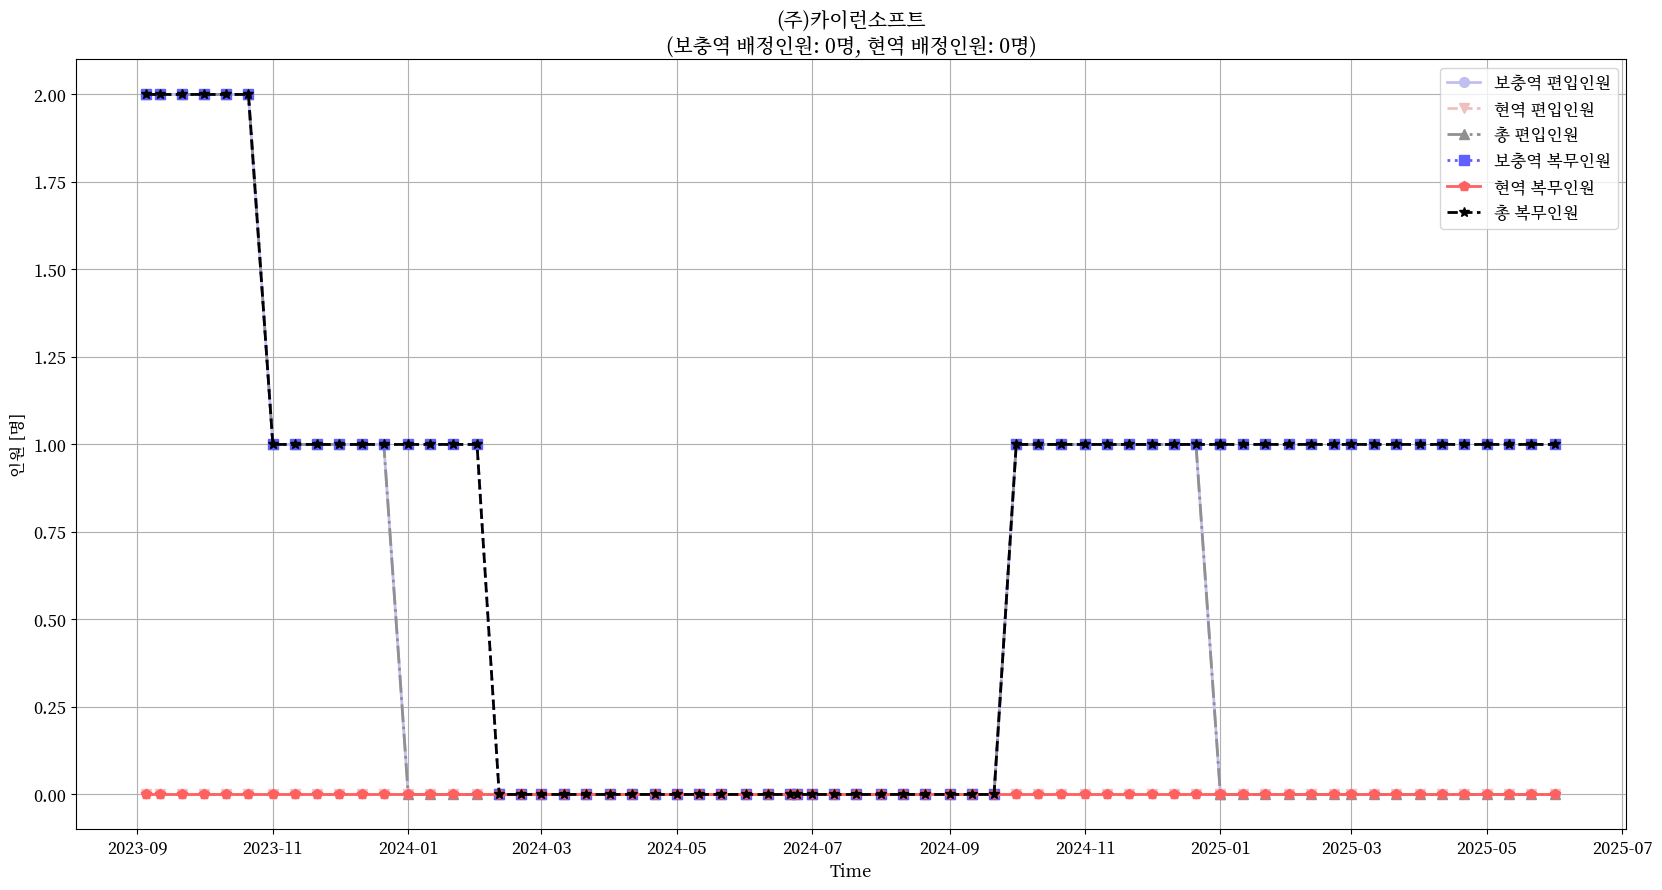 (주)카이런소프트
(보충역 배정인원: 0명, 현역 배정인원: 0명)
보충역 편입인원
현역 편입인원
총 편입인원
보충역 복무인원
현역 복무인원
총 복무인원
인원 [명]
2.00
1.75
1.50
1.25
1.00
0.75
0.50
0.25
0.00
2023-09 2023-11 2024-01 2024-03 2024-05 2024-07 2024-09 2024-11 2025-01 2025-03 2025-05 2025-07
Time